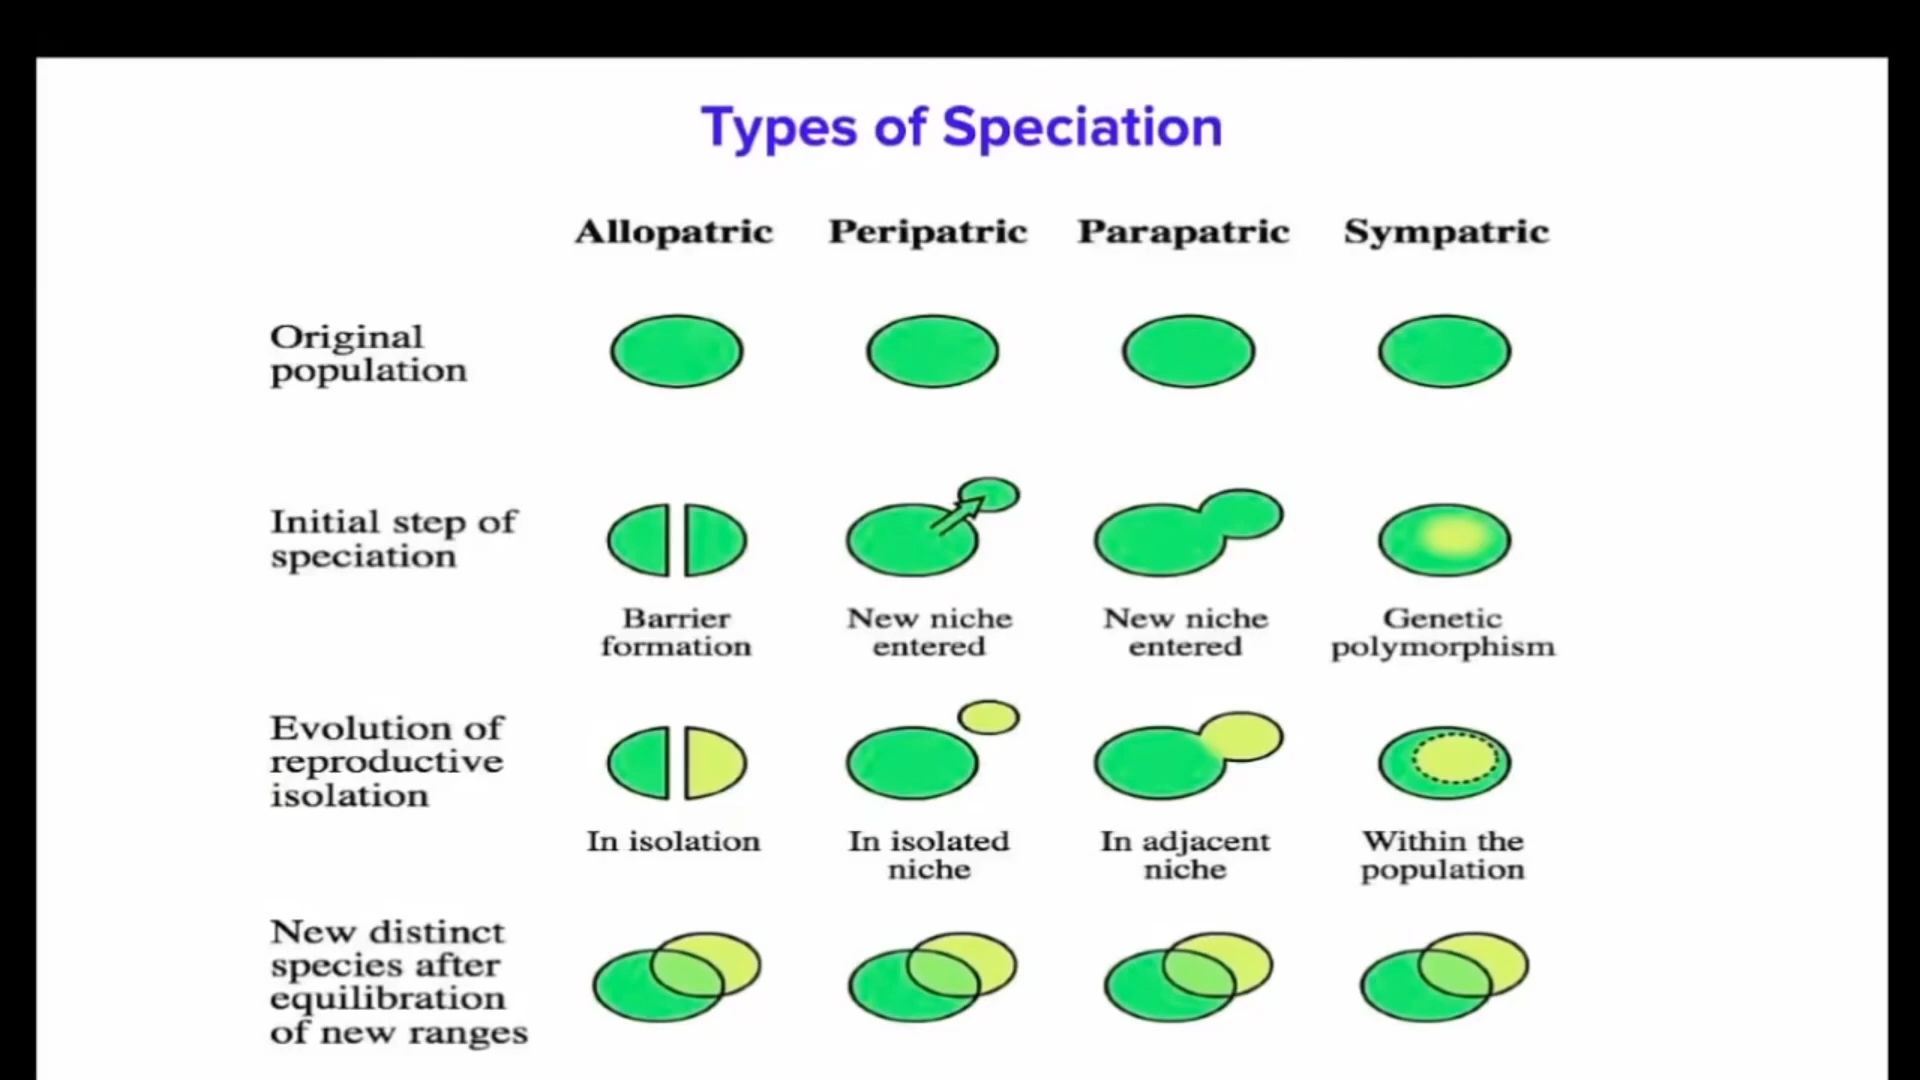 Types of Speciation
Allopatric Peripatric Parapatric Sympatric
Original
population
Initial step of
speciation
Barrier
formation
New niche
entered
New niche
entered
Genetic
polymorphism
Evolution of
reproductive
isolation
In isolation
In isolated
niche
In adjacent
niche
Within the
population
New distinct
species after
equilibration
of new ranges